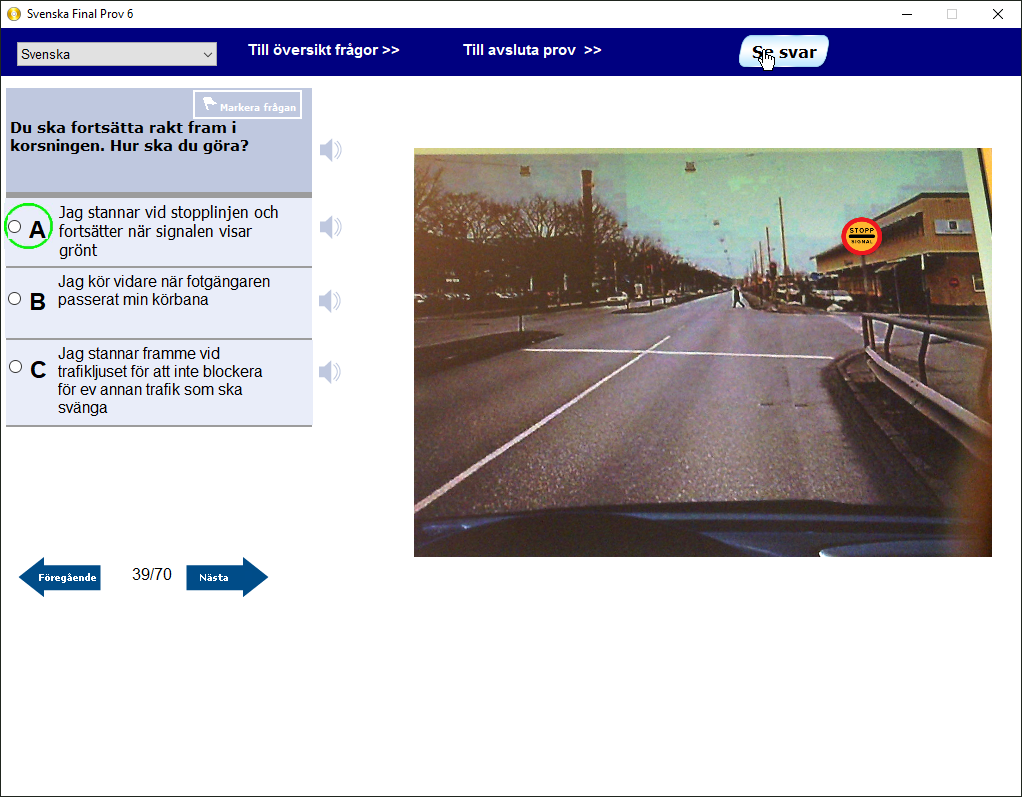 Svenska Final Prov 6
Svenska
Till översikt frågor >>
Till avsluta prov >>
Se svar
Markera frågan
Du ska fortsätta rakt fram i
korsningen. Hur ska du göra?
A
Jag stannar vid stopplinjen och
fortsätter när signalen visar
grönt
B
Jag kör vidare när fotgängaren
passerat min körbana
C
Jag stannar framme vid
trafikljuset för att inte blockera
för ev annan trafik som ska
svänga
STOPP
SIGNAL
Föregående
39/70
Nästa